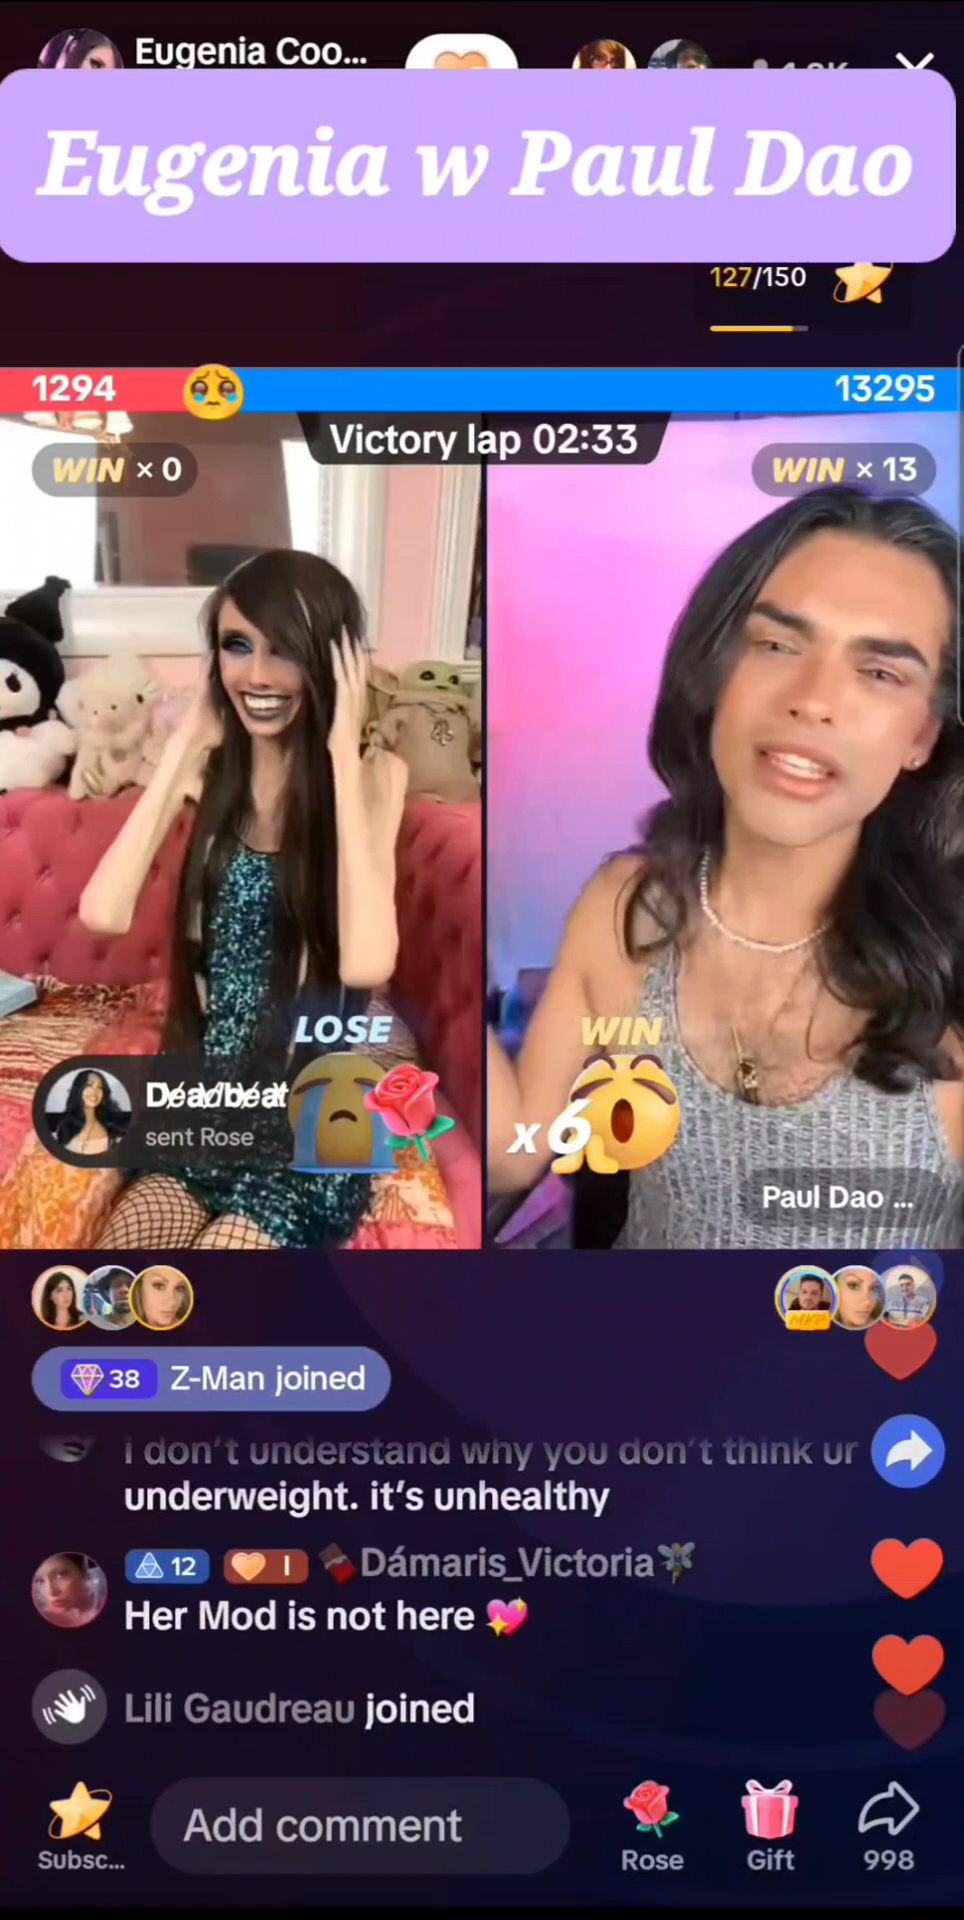 Eugenia Coo...
Eugenia w Paul Dao
127/150
1294
13295
Victory lap 02:33
WIN × 0
WIN × 13
LOSE
WIN
Deadbeat
sent Rose
x6
Paul Dao ...
38 Z-Man joined
i don't understand why you don't think ur
underweight. it's unhealthy
12 I Dámaris_Victoria
Her Mod is not here 💖
Lili Gaudreau joined
Add comment
Subsc...
Rose
Gift
998